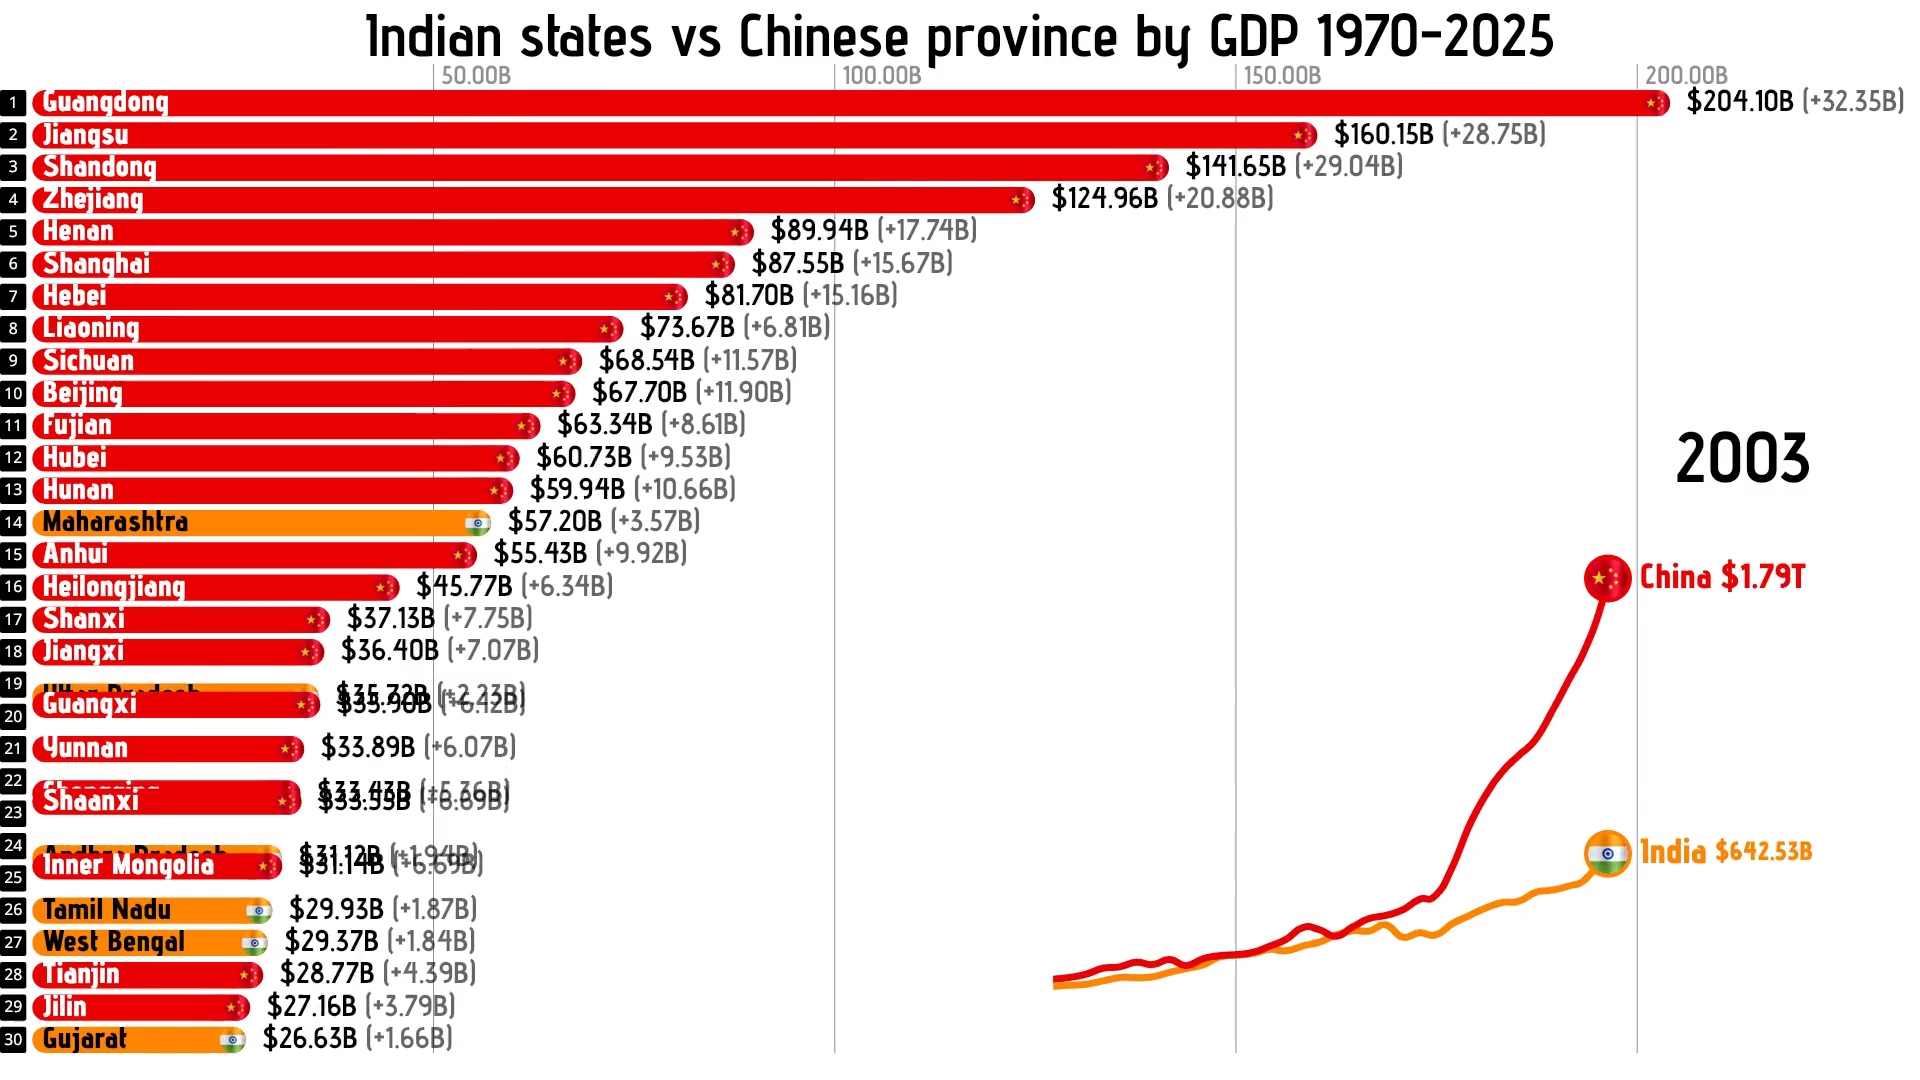 Indian states vs Chinese province by GDP 1970-2025
50.00B 100.00B 150.00B 200.00B
1 Guangdong $204.10B (+32.35B)
2 Jiangsu $160.15B (+28.75B)
3 Shandong $141.65B (+29.04B)
4 Zhejiang $124.96B (+20.88B)
5 Henan $89.94B (+17.74B)
6 Shanghai $87.55B (+15.67B)
7 Hebei $81.70B (+15.16B)
8 Liaoning $73.67B (+6.81B)
9 Sichuan $68.54B (+11.57B)
10 Beijing $67.70B (+11.90B)
11 Fujian $63.34B (+8.61B)
12 Hubei $60.73B (+9.53B)
2003
13 Hunan $59.94B (+10.66B)
14 Maharashtra $57.20B (+3.57B)
15 Anhui $55.43B (+9.92B)
China $1.79T
16 Heilongjiang $45.77B (+6.34B)
17 Shanxi $37.13B (+7.75B)
18 Jiangxi $36.40B (+7.07B)
19
Guangxi $35.90B
20
21 Yunnan $33.89B (+6.07B)
22
Shaanxi
23
24
India $642.53B
Inner Mongolia $31.14B
25
26 Tamil Nadu $29.93B (+1.87B)
27 West Bengal $29.37B (+1.84B)
28 Tianjin $28.77B (+4.39B)
29 Jilin $27.16B (+3.79B)
30 Gujarat $26.63B (+1.66B)